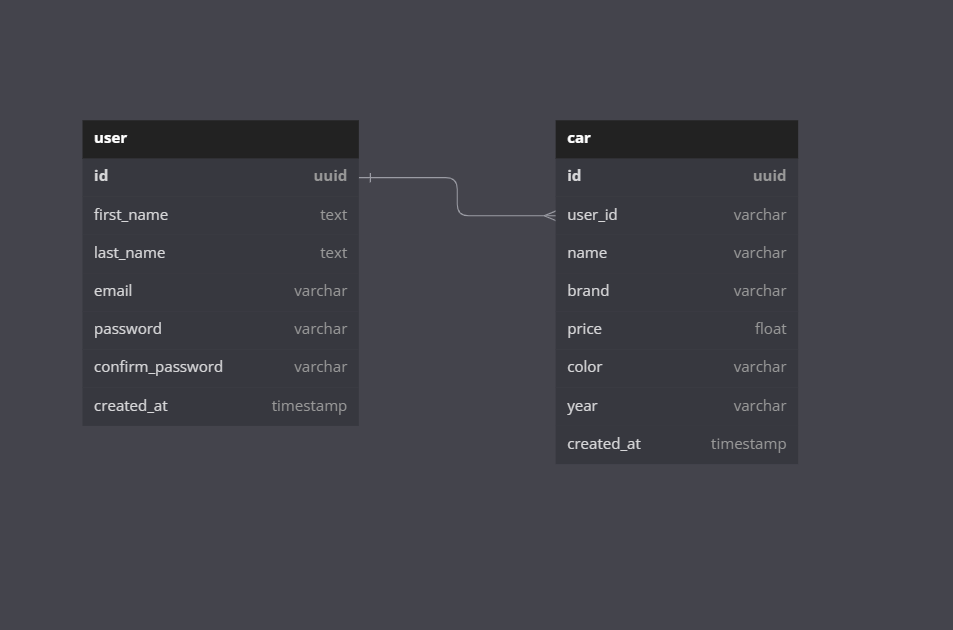 user
id uuid
first_name text
last_name text
email varchar
password varchar
confirm_password varchar
created_at timestamp
car
id uuid
user_id varchar
name varchar
brand varchar
price float
color varchar
year varchar
created_at timestamp